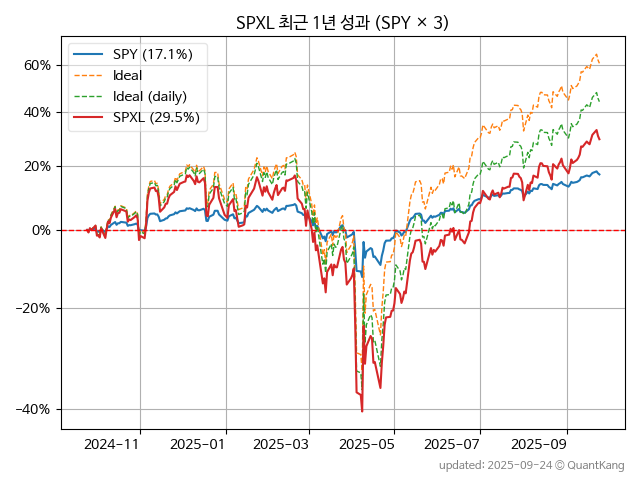 SPXL 최근 1년 성과 (SPY × 3)
SPY (17.1%)
Ideal
Ideal (daily)
SPXL (29.5%)
60%
40%
20%
0%
−20%
−40%
2024-11 2025-01 2025-03 2025-05 2025-07 2025-09
updated: 2025-09-24 © QuantKang